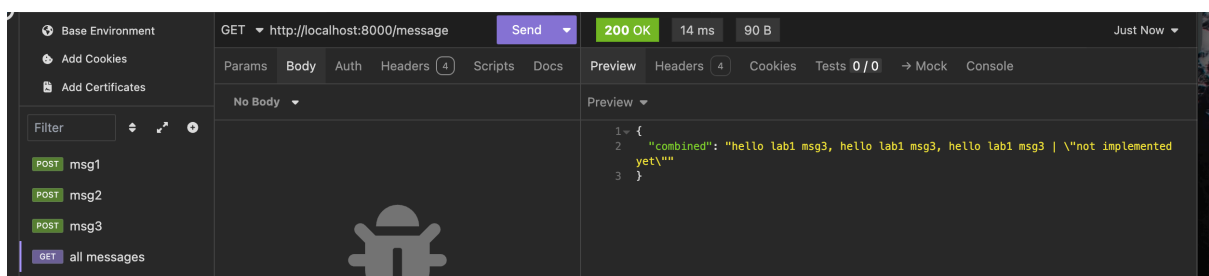 Base Environment
Add Cookies
Add Certificates
Filter
POST msg1
POST msg2
POST msg3
GET all messages
GET http://localhost:8000/message Send
Params Body Auth Headers 4 Scripts Docs
No Body
200 OK 14 ms 90 B Just Now
Preview Headers 4 Cookies Tests 0 / 0 → Mock Console
Preview
1 {
2 "combined": "hello lab1 msg3, hello lab1 msg3, hello lab1 msg3 | \"not implemented
yet\""
3 }